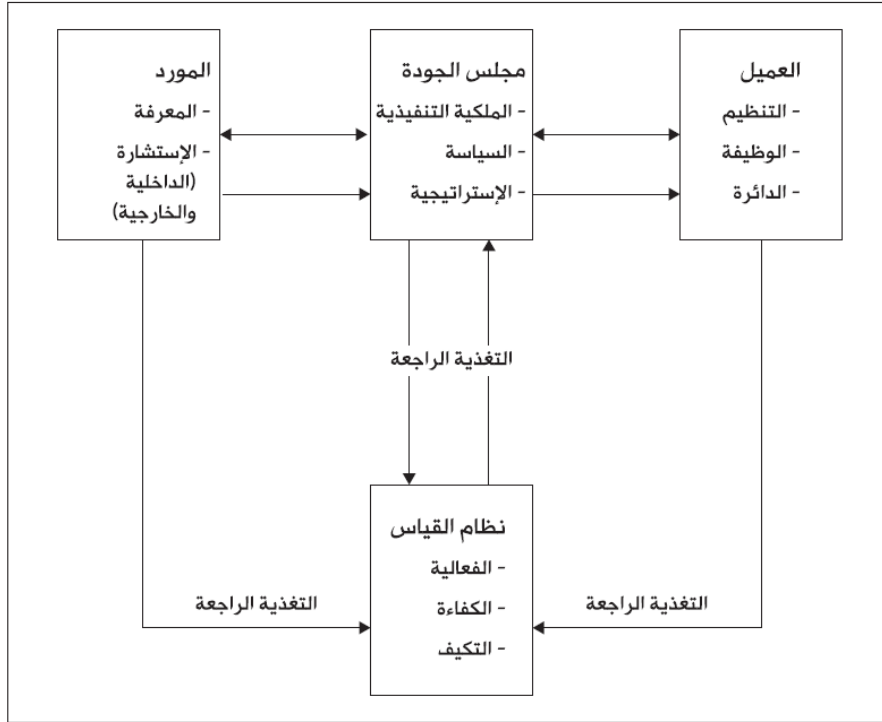 العميل
- التنظيم
- الوظيفة
- الدائرة
مجلس الجودة
- الملكية التنفيذية
- السياسة
- الإستراتيجية
المورد
- المعرفة
- الإستشارة
(الداخلية
والخارجية)
التغذية الراجعة
نظام القياس
- الفعالية
- الكفاءة
- التكيف
التغذية الراجعة
التغذية الراجعة